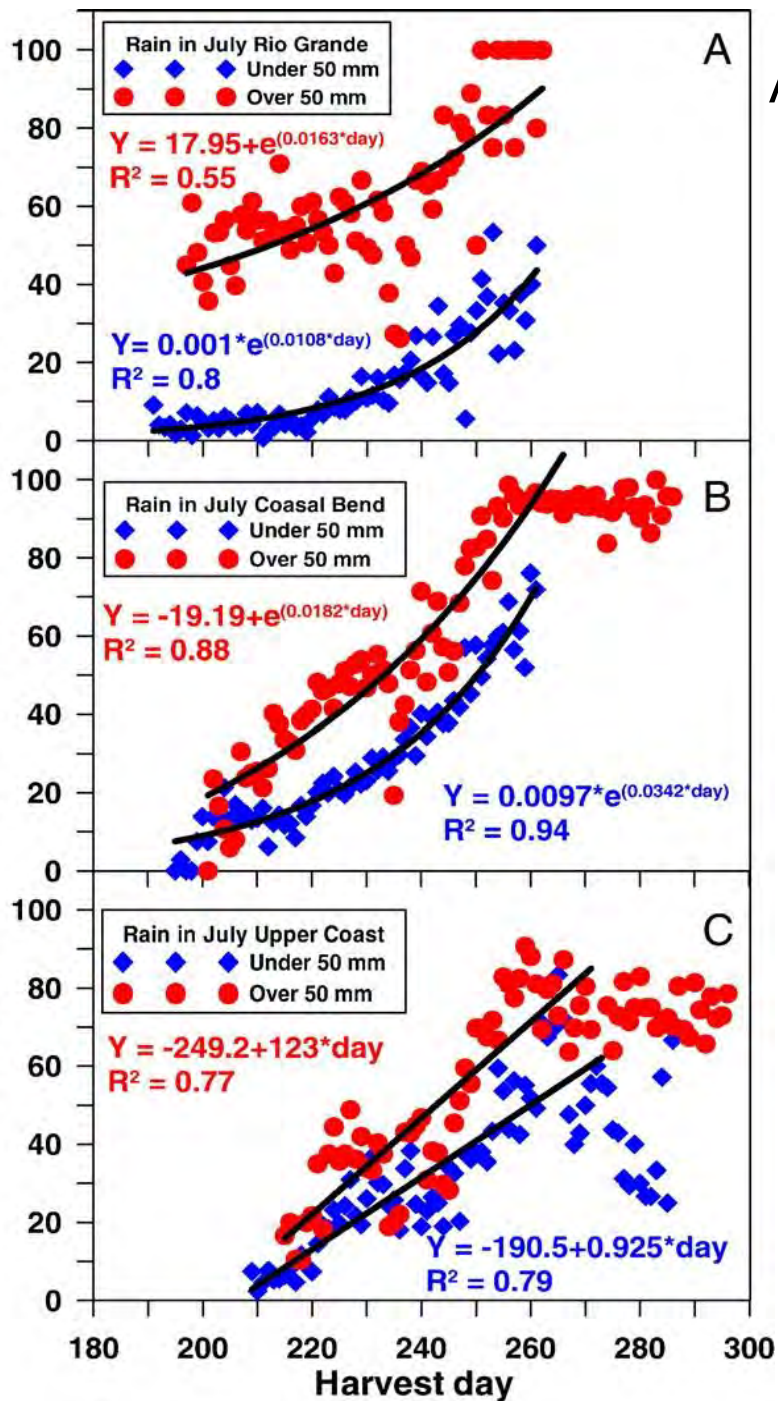 A
Rain in July Rio Grande
Under 50 mm
Over 50 mm
Y = 17.95+e(0.0163*day)
R² = 0.55
Y= 0.001*e(0.0108*day)
R² = 0.8
100
80
60
40
20
0
B
Rain in July Coasal Bend
Under 50 mm
Over 50 mm
Y = -19.19+e(0.0182*day)
R² = 0.88
Y = 0.0097*e(0.0342*day)
R² = 0.94
100
80
60
40
20
0
C
Rain in July Upper Coast
Under 50 mm
Over 50 mm
Y = -249.2+123*day
R² = 0.77
Y = -190.5+0.925*day
R² = 0.79
100
80
60
40
20
0
180 200 220 240 260 280 300
Harvest day